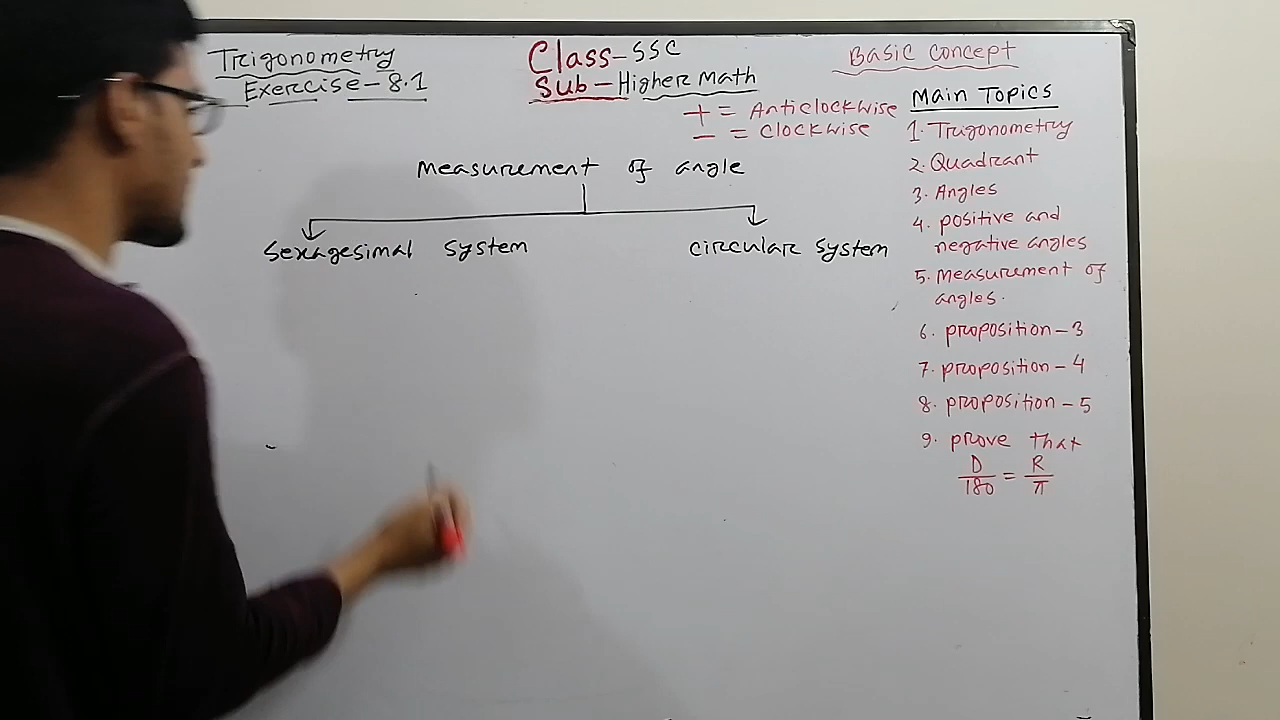 Trigonometry
Exercise - 8.1
Class - SSC
Sub - Higher Math
Basic Concept
+ = Anticlockwise
- = Clockwise
Measurement of angle
Sexagesimal system
Circular system
Main Topics
1. Trigonometry
2. Quadrant
3. Angles
4. positive and
negative angles
5. Measurement of
angles.
6. proposition - 3
7. proposition - 4
8. proposition - 5
9. prove that
D/180 = R/π